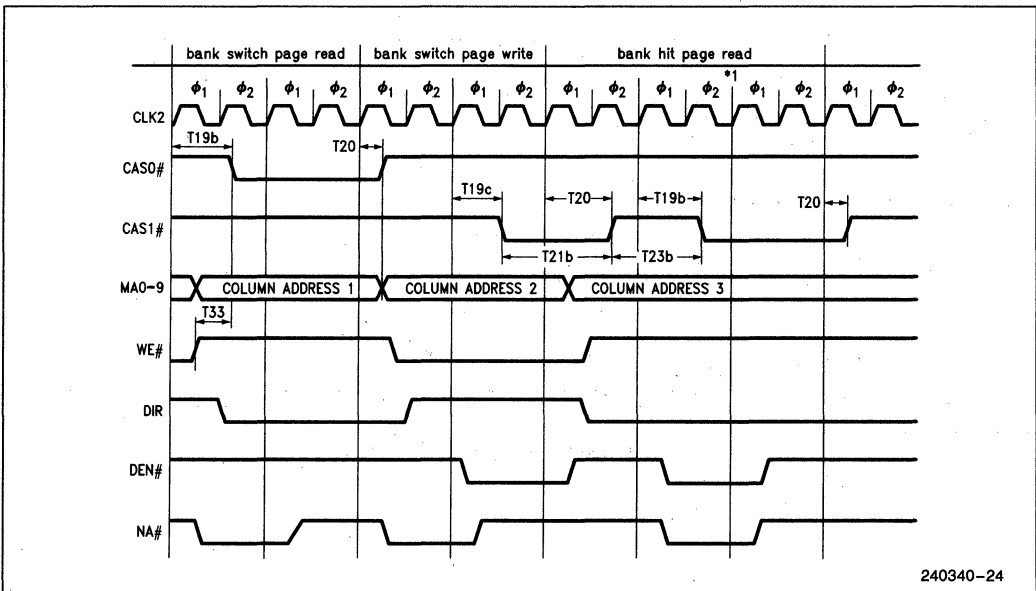 bank switch page read bank switch page write bank hit page read
ϕ1 ϕ2 ϕ1 ϕ2 ϕ1 ϕ2 ϕ1 ϕ2 ϕ1 ϕ2 ϕ1 ϕ2 *1 ϕ1 ϕ2 ϕ1 ϕ2
CLK2
T19b T20
CAS0#
T19c T20 T19b T20
CAS1#
T21b T23b
MA0-9 COLUMN ADDRESS 1 COLUMN ADDRESS 2 COLUMN ADDRESS 3
T33
WE#
DIR
DEN#
NA#
240340-24